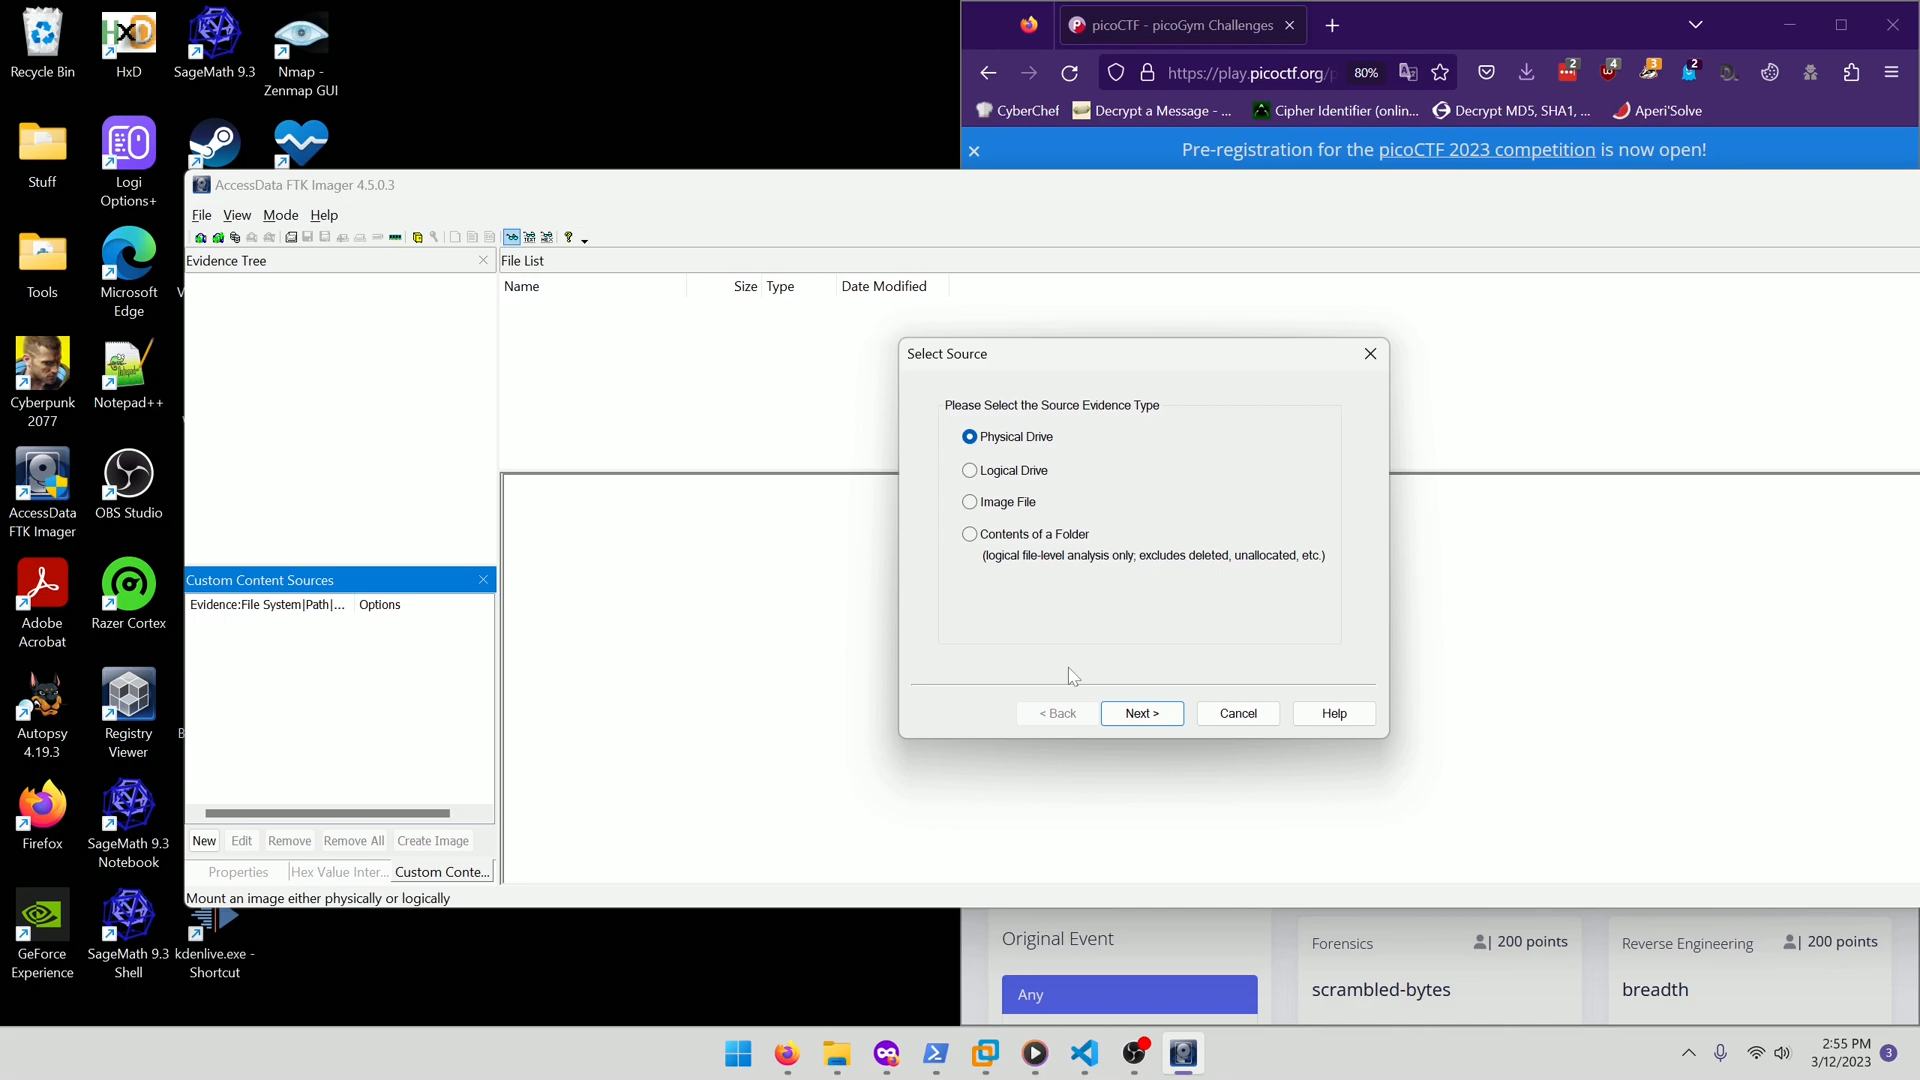 Recycle Bin
HxD
SageMath 9.3
Nmap -
Zenmap GUI
Stuff
Logi
Options+
Tools
Microsoft
Edge
Cyberpunk
2077
Notepad++
AccessData
FTK Imager
OBS Studio
Adobe
Acrobat
Razer Cortex
Autopsy
4.19.3
Registry
Viewer
Firefox
SageMath 9.3
Notebook
GeForce
Experience
SageMath 9.3
Shell
kdenlive.exe -
Shortcut
picoCTF - picoGym Challenges
https://play.picoctf.org/p
80%
2
4
3
2
CyberChef
Decrypt a Message - ...
Cipher Identifier (onlin...
Decrypt MD5, SHA1, ...
Aperi'Solve
Pre-registration for the picoCTF 2023 competition is now open!
AccessData FTK Imager 4.5.0.3
File View Mode Help
Evidence Tree
File List
Name Size Type Date Modified
Select Source
Please Select the Source Evidence Type
Physical Drive
Logical Drive
Image File
Contents of a Folder
(logical file-level analysis only; excludes deleted, unallocated, etc.)
< Back Next > Cancel Help
Custom Content Sources
Evidence:File System|Path|... Options
New Edit Remove Remove All Create Image
Properties Hex Value Inter... Custom Conte...
Mount an image either physically or logically
Original Event
Any
Forensics | 200 points
scrambled-bytes
Reverse Engineering | 200 points
breadth
2:55 PM
3/12/2023
3